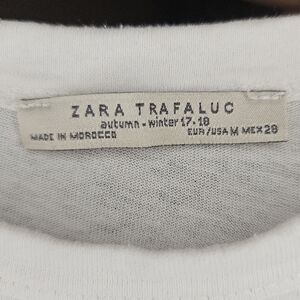 ZARA TRAFALUC
autumn - winter 17-18
MADE IN MOROCCO EUR/USA M MEX 28